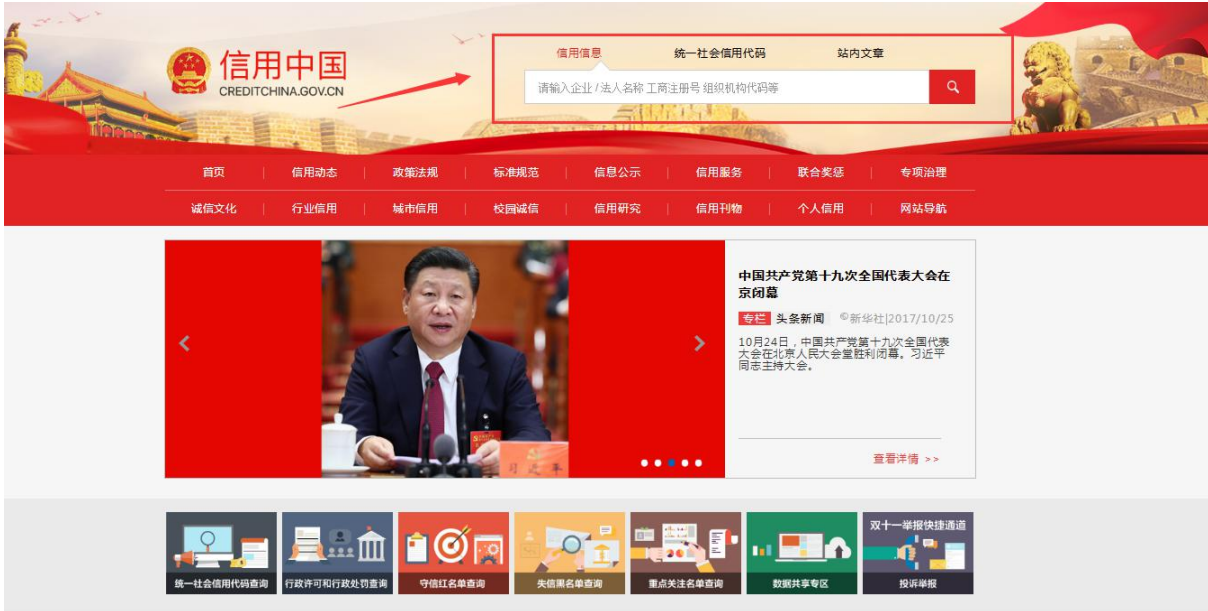 信用中国
CREDITCHINA.GOV.CN
信用信息 统一社会信用代码 站内文章
请输入企业 / 法人名称 工商注册号 组织机构代码等
首页 信用动态 政策法规 标准规范 信息公示 信用服务 联合奖惩 专项治理
诚信文化 行业信用 城市信用 校园诚信 信用研究 信用刊物 个人信用 网站导航
中国共产党第十九次全国代表大会在
京闭幕
专栏 头条新闻 ©新华社|2017/10/25
10月24日，中国共产党第十九次全国代表
大会在北京人民大会堂胜利闭幕。习近平
同志主持大会。
习近平
查看详情 >>
双十一举报快捷通道
统一社会信用代码查询 行政许可和行政处罚查询 守信红名单查询 失信黑名单查询 重点关注名单查询 数据共享专区 投诉举报